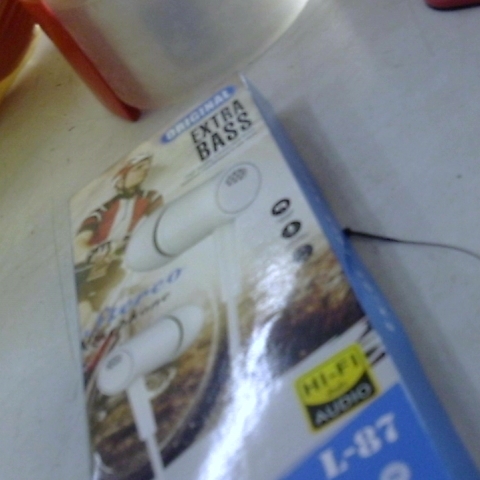 ORIGINAL
EXTRA
BASS
HI-FI
AUDIO
L-87